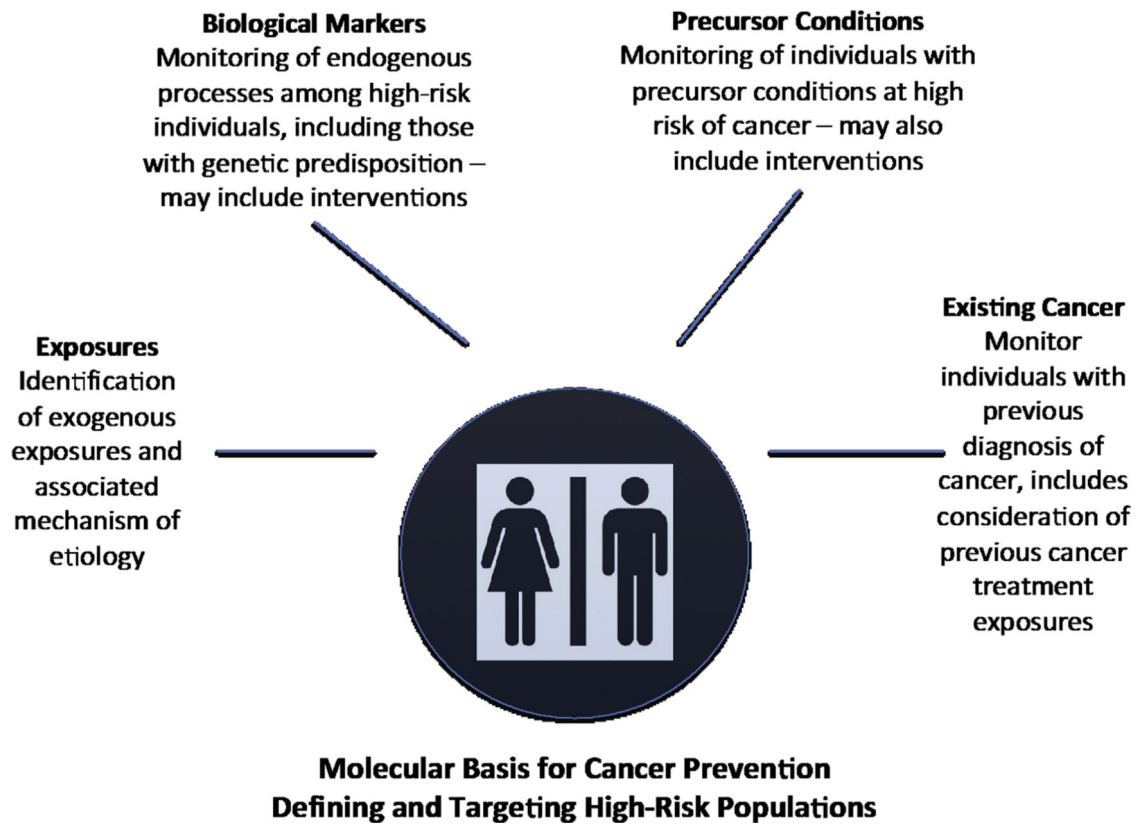 Biological Markers
Monitoring of endogenous
processes among high-risk
individuals, including those
with genetic predisposition –
may include interventions
Precursor Conditions
Monitoring of individuals with
precursor conditions at high
risk of cancer – may also
include interventions
Exposures
Identification
of exogenous
exposures and
associated
mechanism of
etiology
Existing Cancer
Monitor
individuals with
previous
diagnosis of
cancer, includes
consideration of
previous cancer
treatment
exposures
Molecular Basis for Cancer Prevention
Defining and Targeting High-Risk Populations